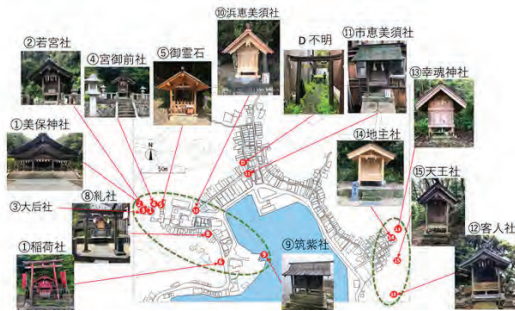 ②若宮社
④宮御前社
⑤御霊石
⑩浜恵美須社
D 不明
⑪市恵美須社
⑬幸魂神社
①美保神社
⑭地主社
③大后社
⑧糺社
⑮天王社
①稲荷社
⑨筑紫社
⑫客人社
N
50m